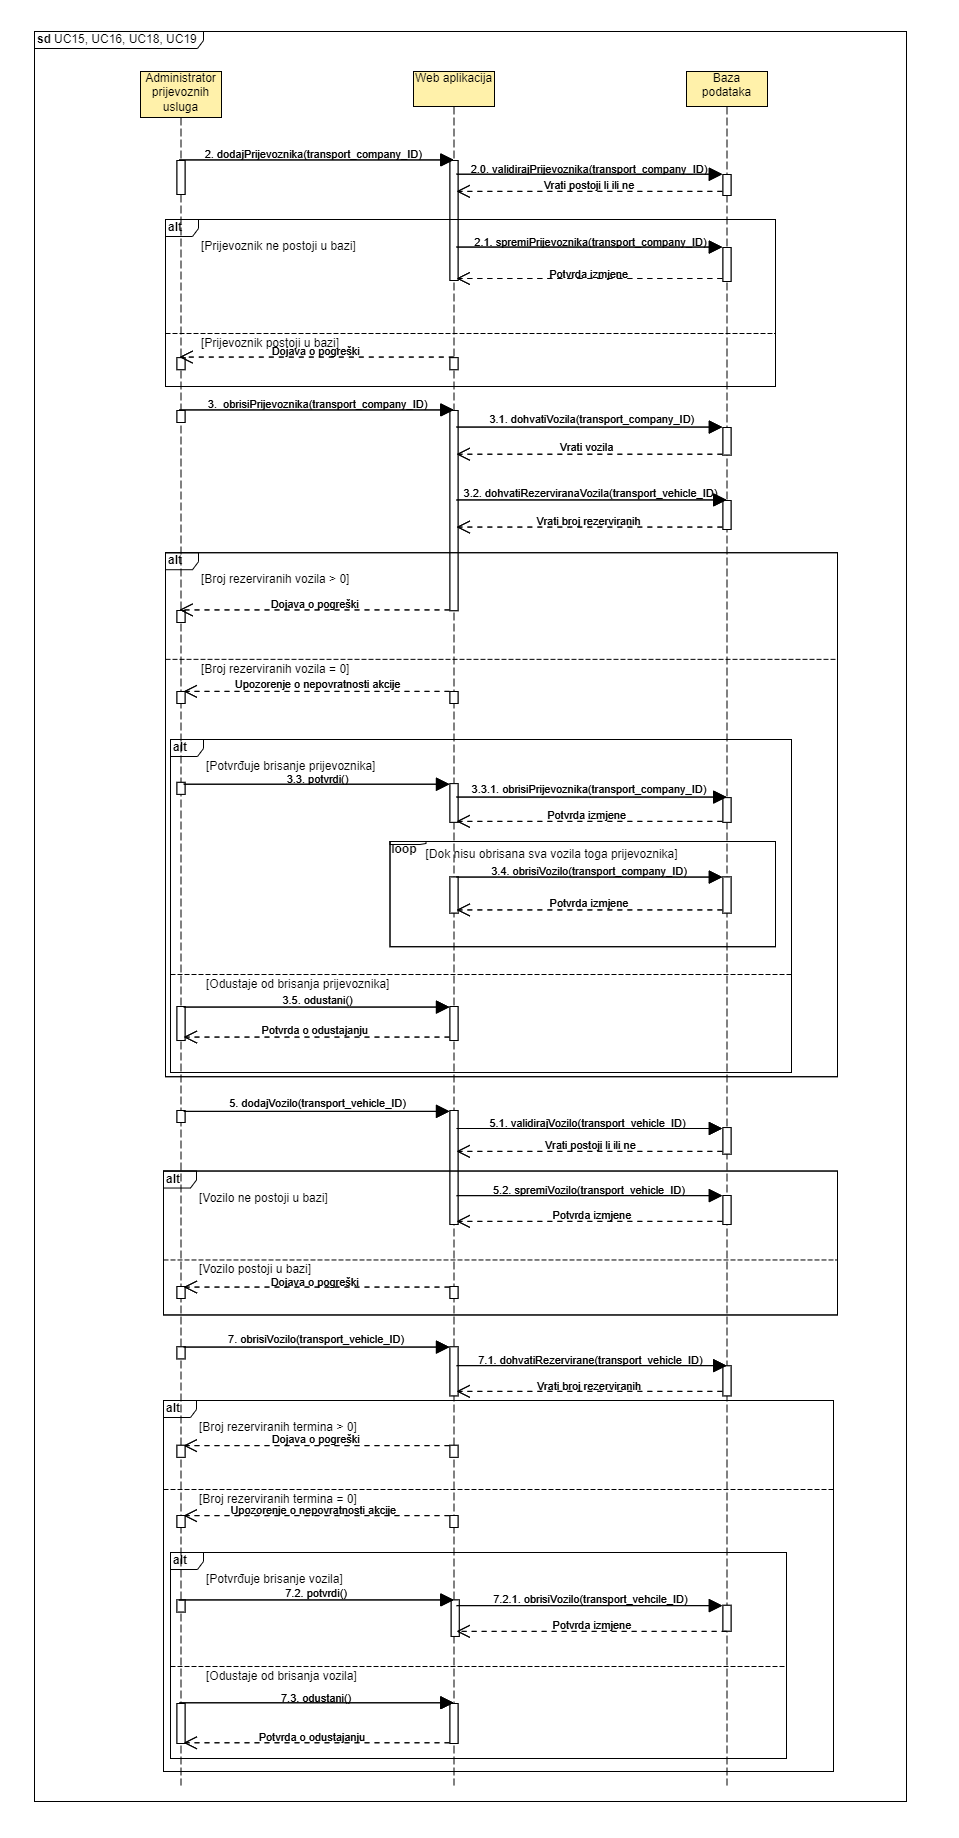 sd UC15, UC16, UC18, UC19
Administrator
prijevoznih
usluga
Web aplikacija
Baza
podataka
2. dodajPrijevoznika(transport_company_ID)
2.0. validirajPrijevoznika(transport_company_ID)
Vrati postoji li ili ne
alt
[Prijevoznik ne postoji u bazi]
2.1. spremiPrijevoznika(transport_company_ID)
Potvrda izmjene
[Prijevoznik postoji u bazi]
Dojava o pogreški
3. obrisiPrijevoznika(transport_company_ID)
3.1. dohvatiVozila(transport_company_ID)
Vrati vozila
3.2. dohvatiRezerviranaVozila(transport_vehicle_ID)
Vrati broj rezerviranih
alt
[Broj rezerviranih vozila > 0]
Dojava o pogreški
[Broj rezerviranih vozila = 0]
Upozorenje o nepovratnosti akcije
alt
[Potvrđuje brisanje prijevoznika]
3.3. potvrdi()
3.3.1. obrisiPrijevoznika(transport_company_ID)
Potvrda izmjene
loop
[Dok nisu obrisana sva vozila toga prijevoznika]
3.4. obrisiVozilo(transport_company_ID)
Potvrda izmjene
[Odustaje od brisanja prijevoznika]
3.5. odustani()
Potvrda o odustajanju
5. dodajVozilo(transport_vehicle_ID)
5.1. validirajVozilo(transport_vehicle_ID)
Vrati postoji li ili ne
alt
[Vozilo ne postoji u bazi]
5.2. spremiVozilo(transport_vehicle_ID)
Potvrda izmjene
[Vozilo postoji u bazi]
Dojava o pogreški
7. obrisiVozilo(transport_vehicle_ID)
7.1. dohvatiRezervirane(transport_vehicle_ID)
Vrati broj rezerviranih
alt
[Broj rezerviranih termina > 0]
Dojava o pogreški
[Broj rezerviranih termina = 0]
Upozorenje o nepovratnosti akcije
alt
[Potvrđuje brisanje vozila]
7.2. potvrdi()
7.2.1. obrisiVozilo(transport_vehcile_ID)
Potvrda izmjene
[Odustaje od brisanja vozila]
7.3. odustani()
Potvrda o odustajanju